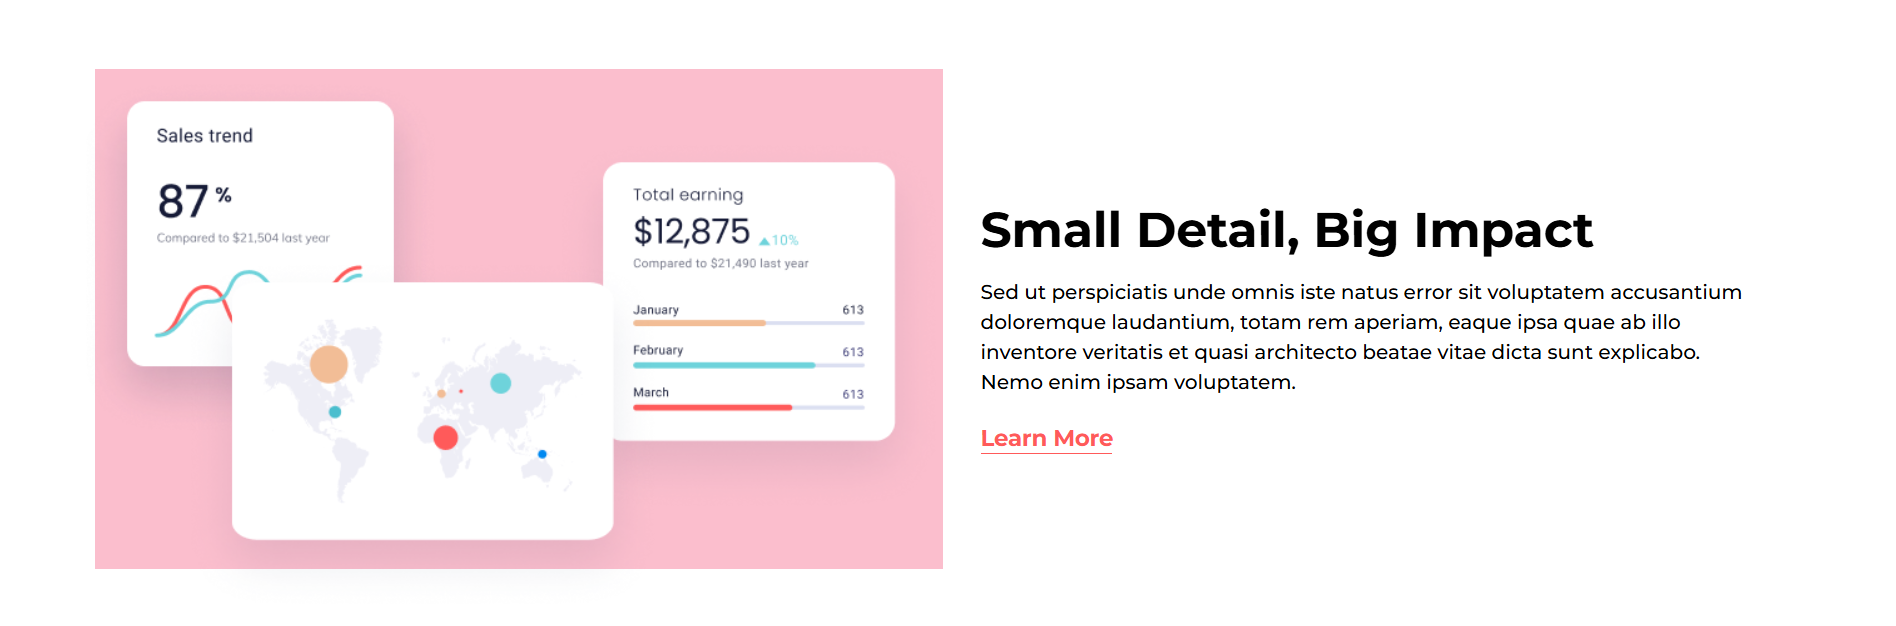 Sales trend
87 %
Compared to $21,504 last year
Total earning
$12,875 ▲10%
Compared to $21,490 last year
January 613
February 613
March 613
Small Detail, Big Impact
Sed ut perspiciatis unde omnis iste natus error sit voluptatem accusantium
doloremque laudantium, totam rem aperiam, eaque ipsa quae ab illo
inventore veritatis et quasi architecto beatae vitae dicta sunt explicabo.
Nemo enim ipsam voluptatem.
Learn More